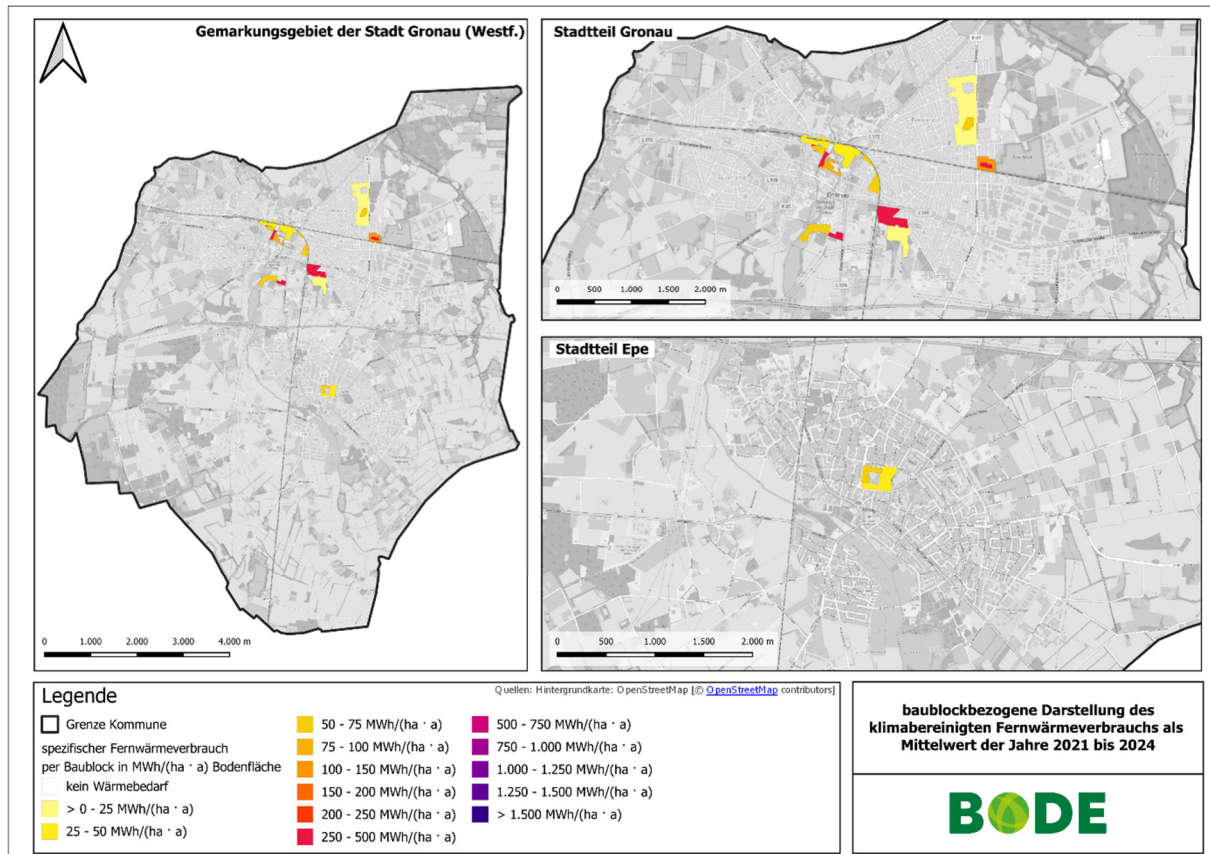 Gemarkungsgebiet der Stadt Gronau (Westf.)
0 1.000 2.000 3.000 4.000 m
Stadtteil Gronau
Gronau
0 500 1.000 1.500 2.000 m
Stadtteil Epe
0 500 1.000 1.500 2.000 m
Legende
Quellen: Hintergrundkarte: OpenStreetMap [© OpenStreetMap contributors]
Grenze Kommune
spezifischer Fernwärmeverbrauch
per Baublock in MWh/(ha · a) Bodenfläche
kein Wärmebedarf
> 0 - 25 MWh/(ha · a)
25 - 50 MWh/(ha · a)
50 - 75 MWh/(ha · a)
75 - 100 MWh/(ha · a)
100 - 150 MWh/(ha · a)
150 - 200 MWh/(ha · a)
200 - 250 MWh/(ha · a)
250 - 500 MWh/(ha · a)
500 - 750 MWh/(ha · a)
750 - 1.000 MWh/(ha · a)
1.000 - 1.250 MWh/(ha · a)
1.250 - 1.500 MWh/(ha · a)
> 1.500 MWh/(ha · a)
baublockbezogene Darstellung des
klimabereinigten Fernwärmeverbrauchs als
Mittelwert der Jahre 2021 bis 2024
BODE